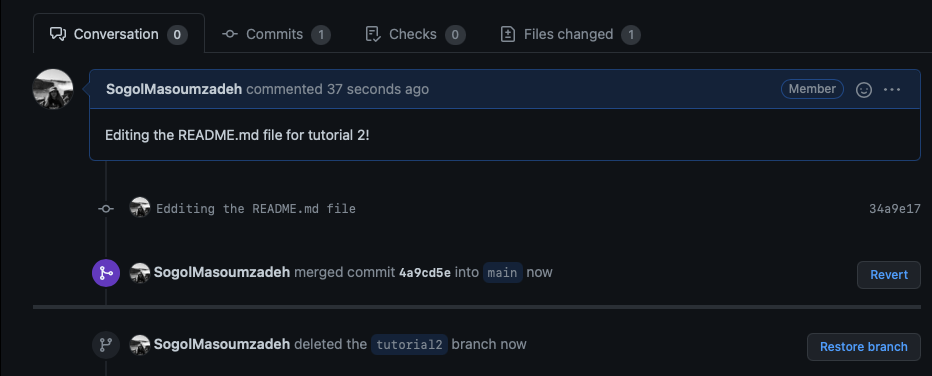 Conversation 0 Commits 1 Checks 0 Files changed 1
SogolMasoumzadeh commented 37 seconds ago Member
Editing the README.md file for tutorial 2!
Edditing the README.md file 34a9e17
SogolMasoumzadeh merged commit 4a9cd5e into main now Revert
SogolMasoumzadeh deleted the tutorial2 branch now Restore branch